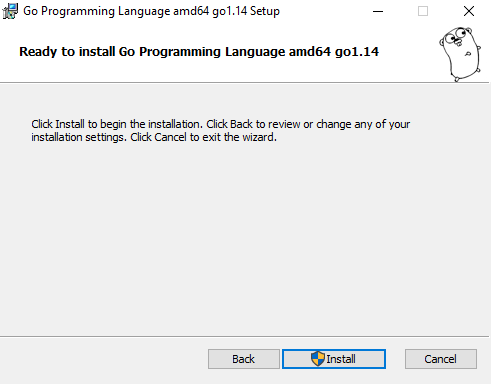 Go Programming Language amd64 go1.14 Setup
Ready to install Go Programming Language amd64 go1.14
Click Install to begin the installation. Click Back to review or change any of your
installation settings. Click Cancel to exit the wizard.
Back
Install
Cancel